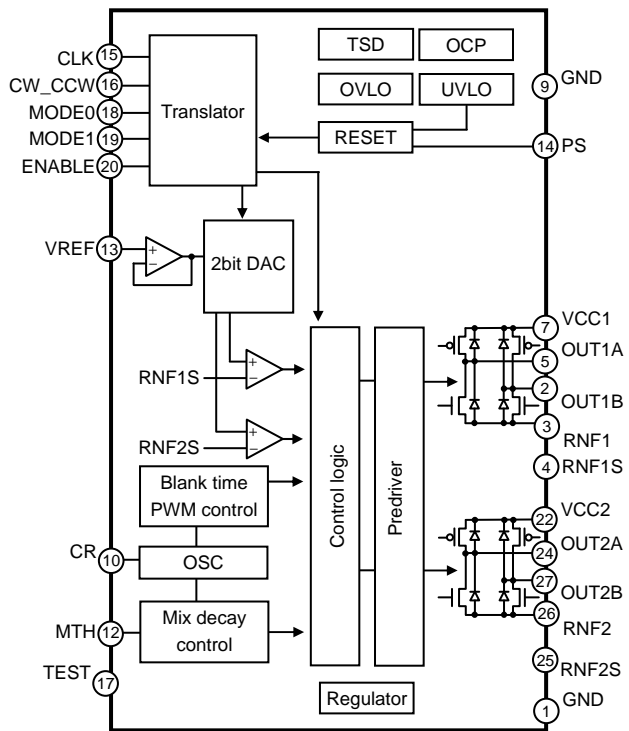 CLK 15
CW_CCW 16
MODE0 18
MODE1 19
ENABLE 20
Translator
TSD
OCP
OVLO
UVLO
RESET
9 GND
14 PS
VREF 13
+
−
2bit DAC
RNF1S
+
−
RNF2S
+
−
Blank time
PWM control
CR 10
OSC
MTH 12
Mix decay
control
TEST 17
Control logic
Predriver
Regulator
7 VCC1
5 OUT1A
2 OUT1B
3 RNF1
4 RNF1S
22 VCC2
24 OUT2A
27 OUT2B
26 RNF2
25 RNF2S
1 GND